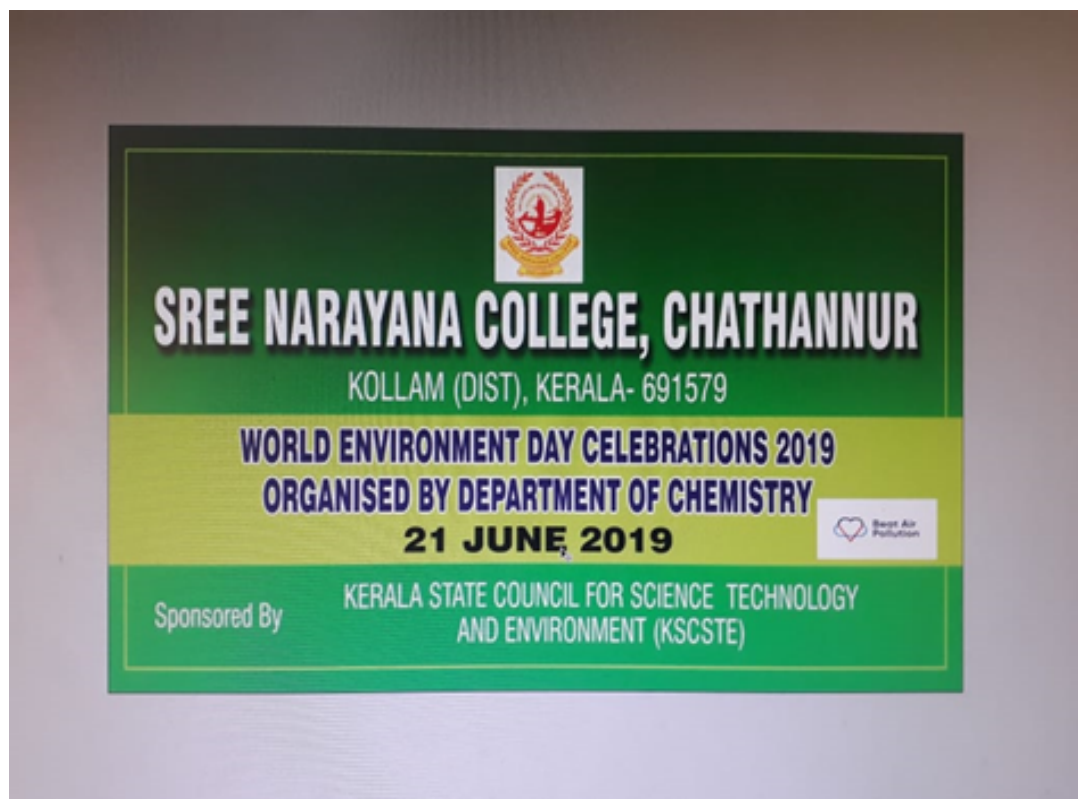 SREE NARAYANA COLLEGE, CHATHANNUR
KOLLAM (DIST), KERALA- 691579
WORLD ENVIRONMENT DAY CELEBRATIONS 2019
ORGANISED BY DEPARTMENT OF CHEMISTRY
21 JUNE 2019
Beat Air
Pollution
Sponsored By
KERALA STATE COUNCIL FOR SCIENCE TECHNOLOGY
AND ENVIRONMENT (KSCSTE)